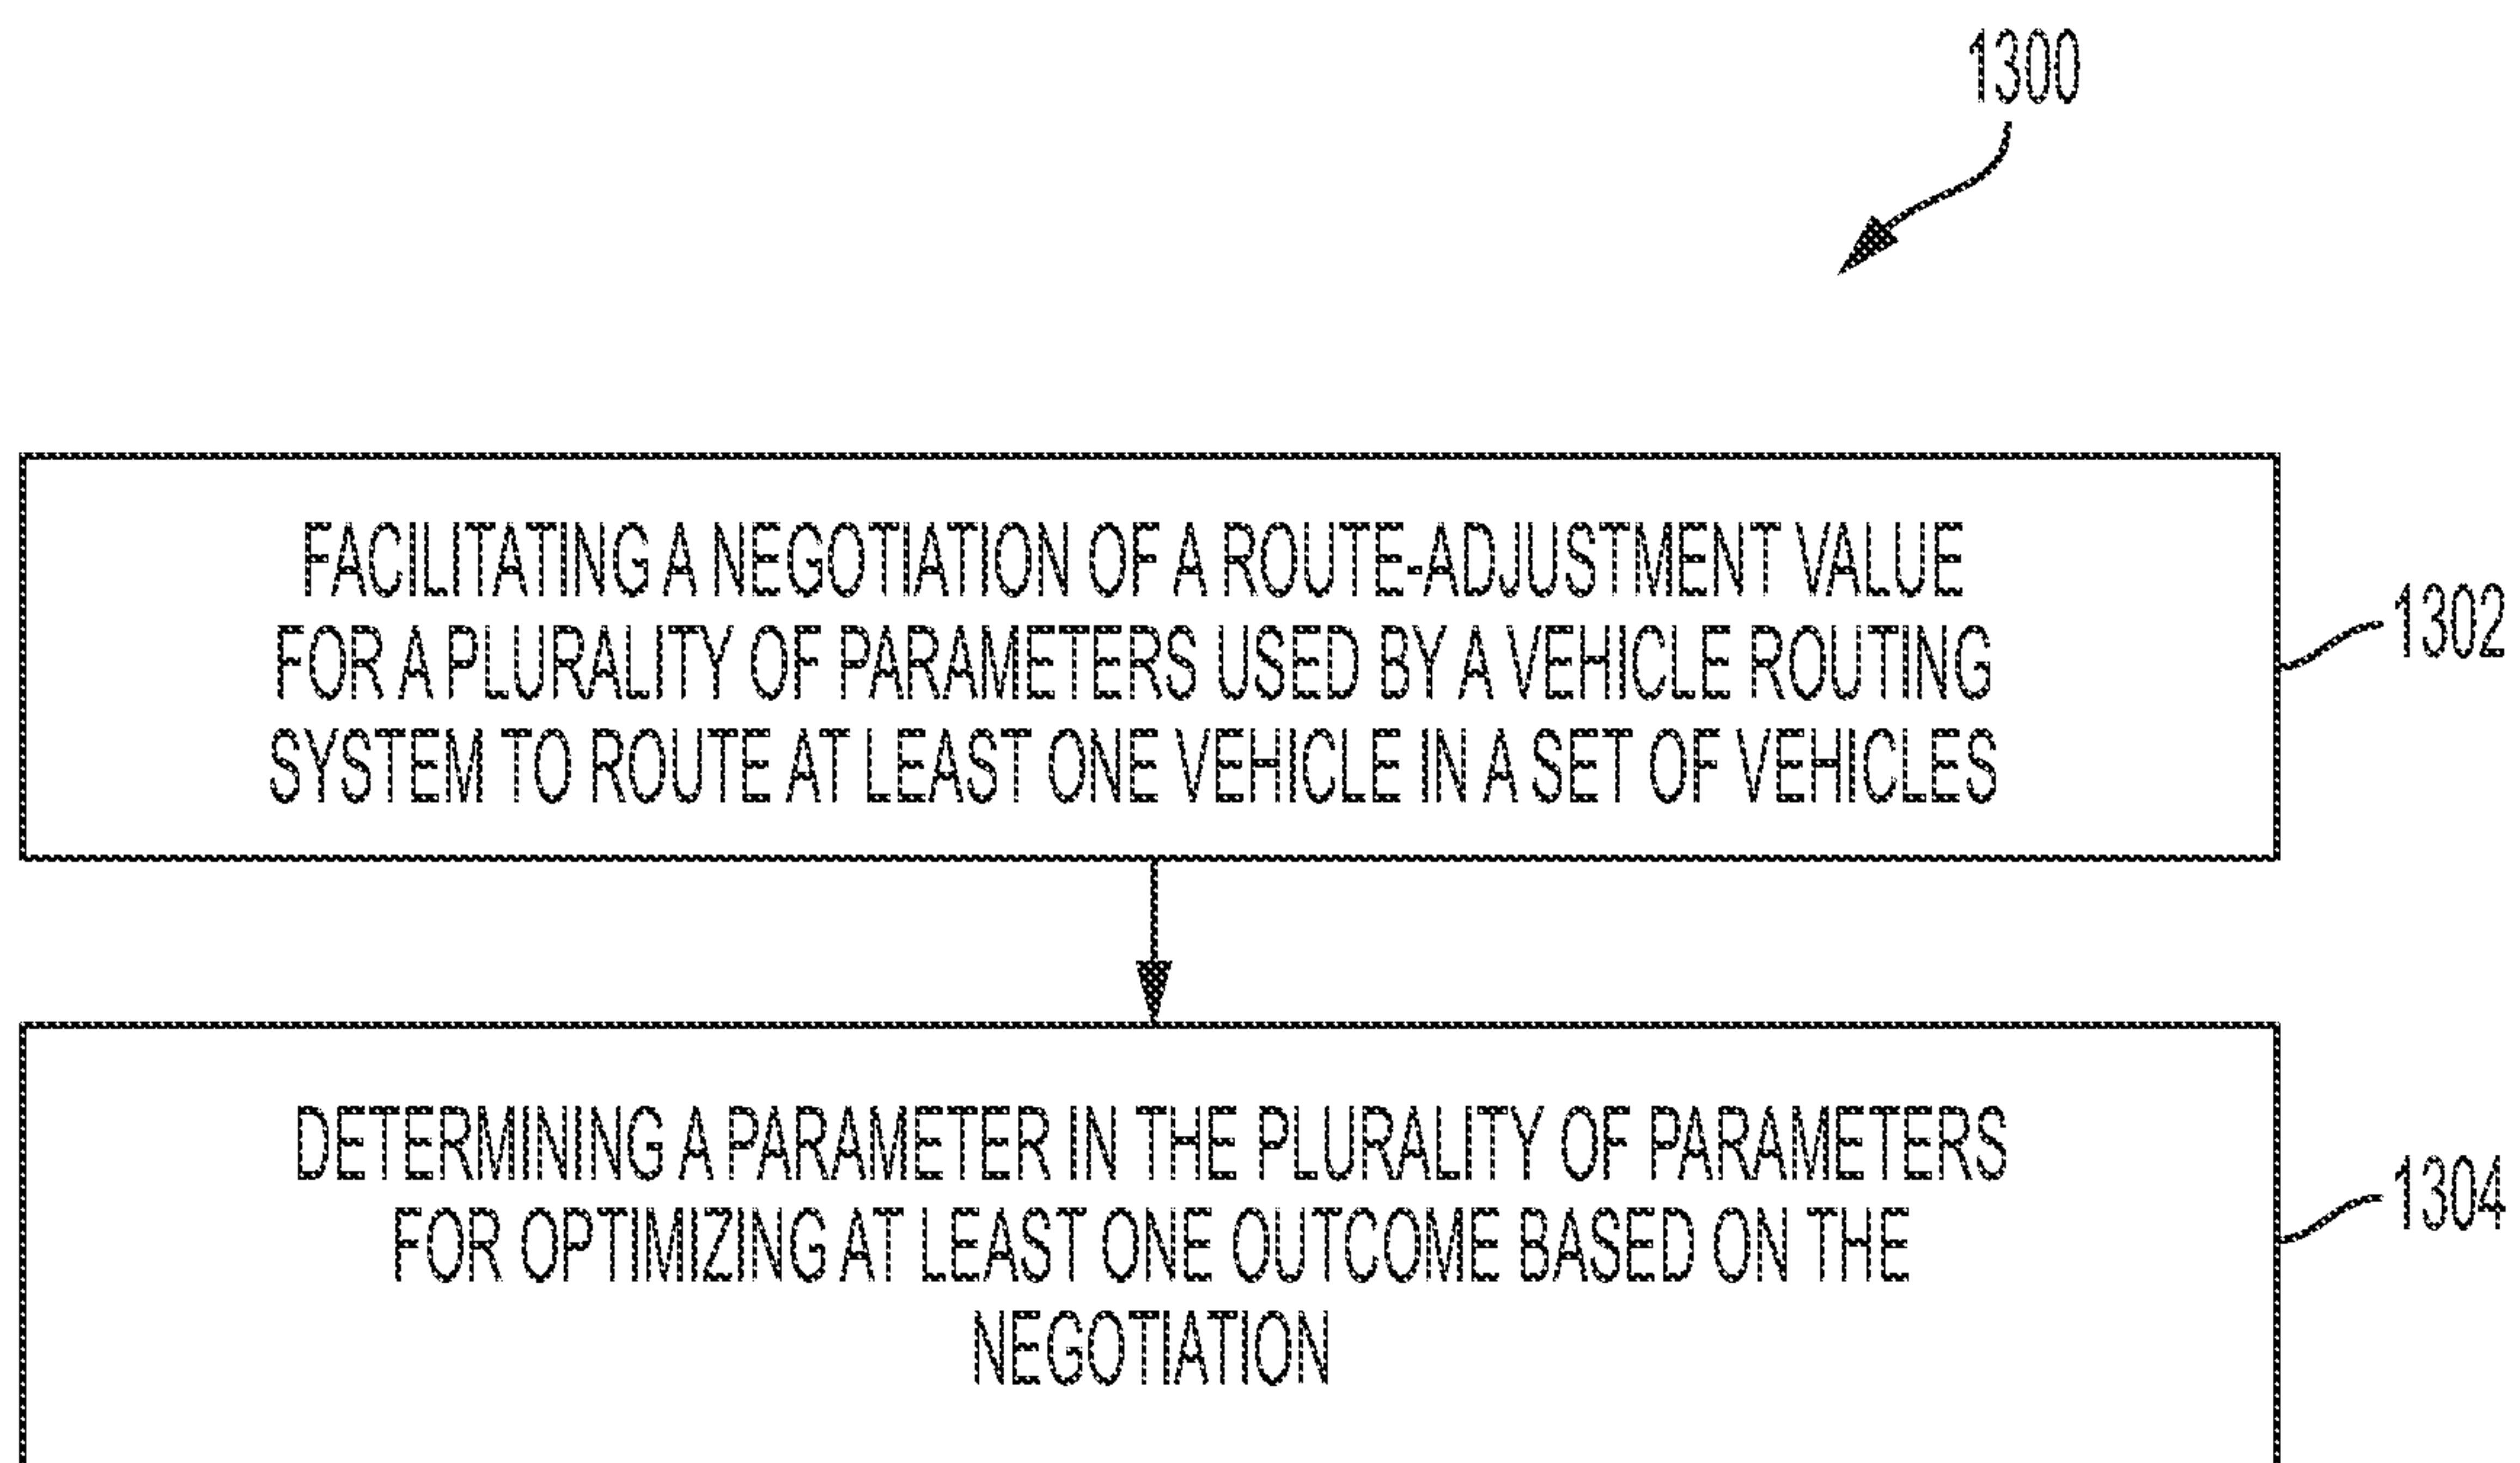 1300
FACILITATING A NEGOTIATION OF A ROUTE-ADJUSTMENT VALUE
FOR A PLURALITY OF PARAMETERS USED BY A VEHICLE ROUTING
SYSTEM TO ROUTE AT LEAST ONE VEHICLE IN A SET OF VEHICLES
1302
DETERMINING A PARAMETER IN THE PLURALITY OF PARAMETERS
FOR OPTIMIZING AT LEAST ONE OUTCOME BASED ON THE
NEGOTIATION
1304